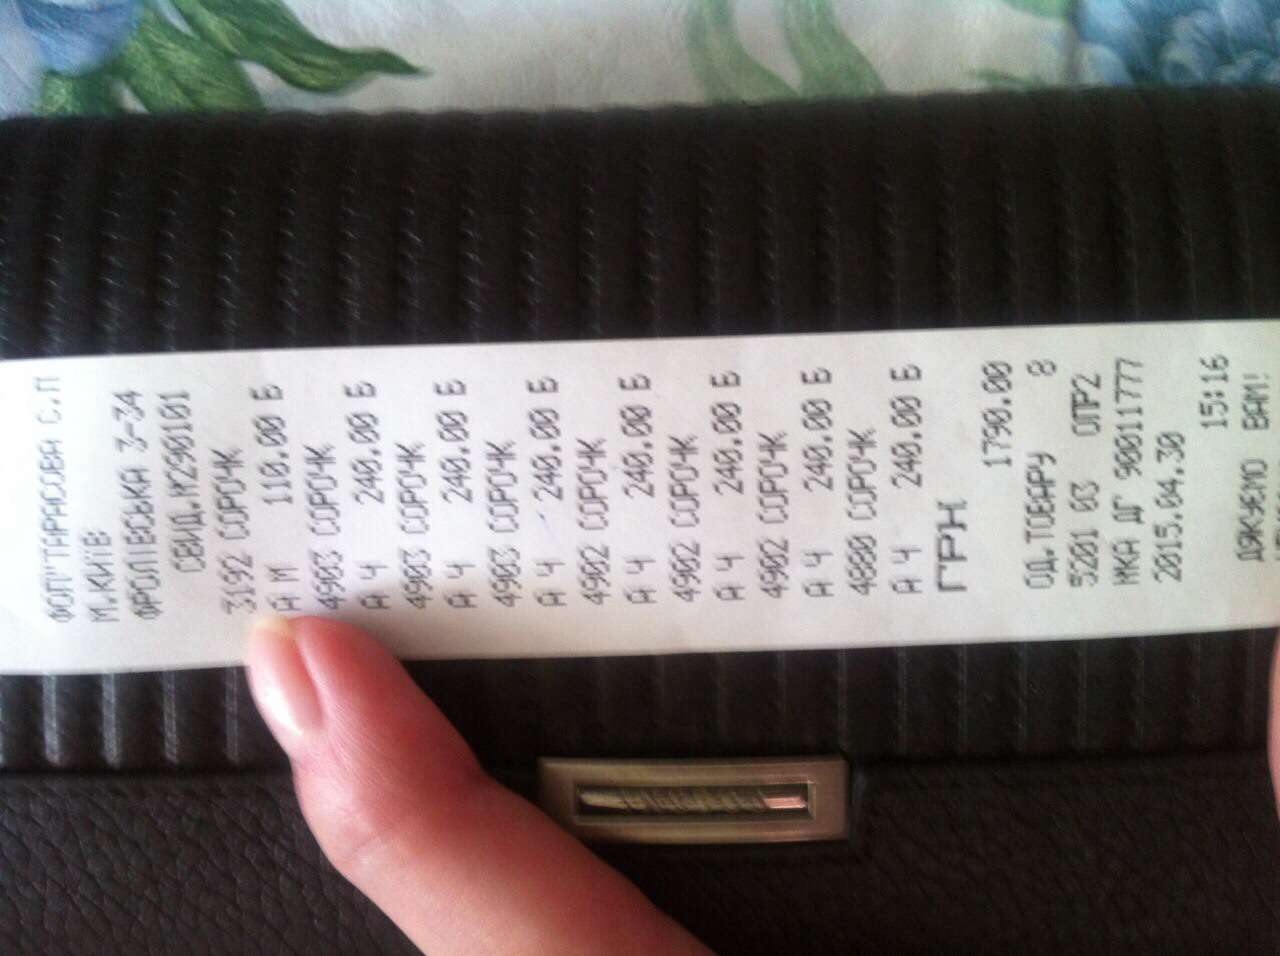 ФОП"ТАРАСОВА С.П
М.КИЇВ
ФРОЛІВСЬКА 3-34
СВИД.№290101
3192 СОРОЧК
А М 110.00 Б
4903 СОРОЧК
А Ч 240.00 Б
4903 СОРОЧК
А Ч 240.00 Б
4903 СОРОЧК
А Ч 240.00 Б
4902 СОРОЧК
А Ч 240.00 Б
4902 СОРОЧК
А Ч 240.00 Б
4902 СОРОЧК
А Ч 240.00 Б
4880 СОРОЧК
А Ч 240.00 Б
ГРН
1790.00
ОД.ТОВАРУ 8
5201 03 ОПР2
МКА ДГ 90011777
2015.04.30
15:16
ДЯКУЄМО ВАМ!